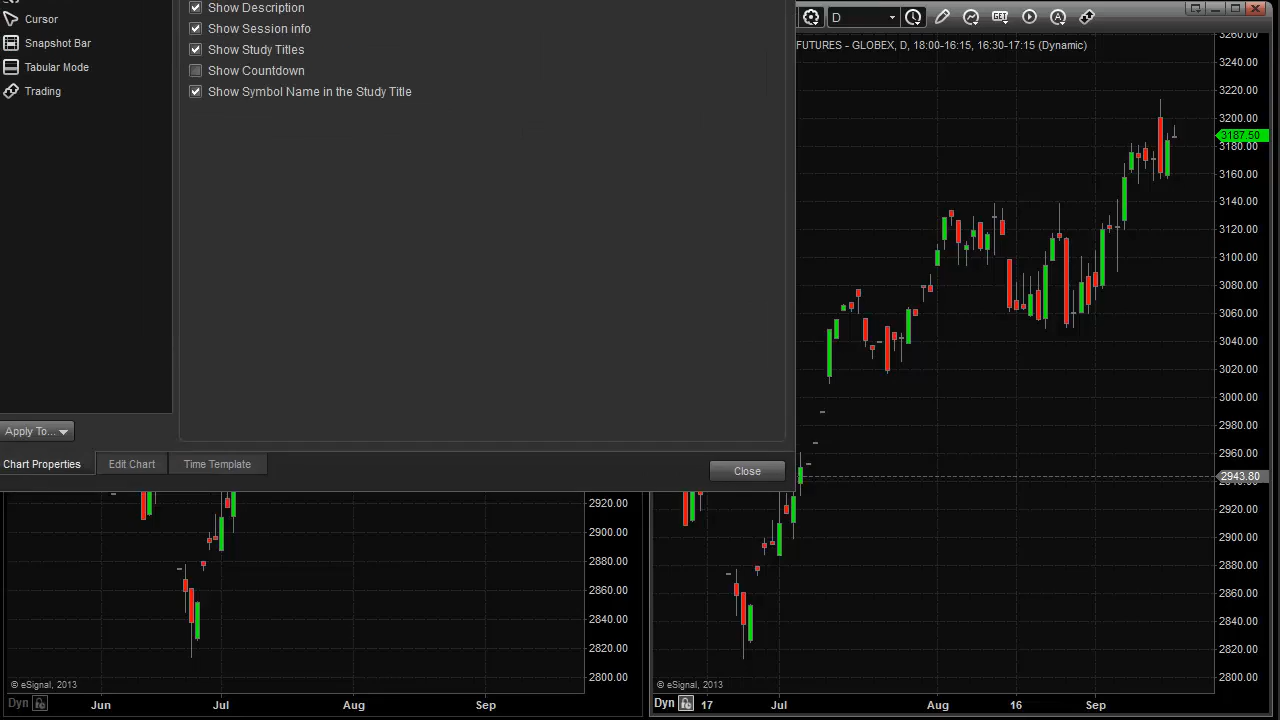 Cursor
Snapshot Bar
Tabular Mode
Trading
Show Description
Show Session info
Show Study Titles
Show Countdown
Show Symbol Name in the Study Title
Apply To...
Chart Properties
Edit Chart
Time Template
Close
D
GET
A
FUTURES - GLOBEX, D, 18:00-16:15, 16:30-17:15 (Dynamic)
3260.00
3240.00
3220.00
3200.00
3187.50
3180.00
3160.00
3140.00
3120.00
3100.00
3080.00
3060.00
3040.00
3020.00
3000.00
2980.00
2960.00
2943.80
2920.00
2900.00
2880.00
2860.00
2840.00
2820.00
2800.00
2920.00
2900.00
2880.00
2860.00
2840.00
2820.00
2800.00
© eSignal, 2013
Dyn
Jun
Jul
Aug
Sep
© eSignal, 2013
Dyn
17
Jul
Aug
16
Sep